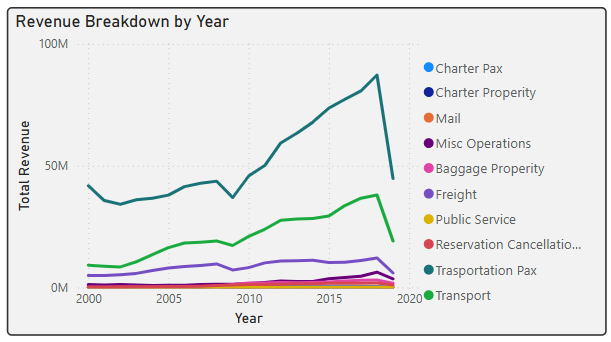 Revenue Breakdown by Year
100M
50M
0M
Total Revenue
2000
2005
2010
2015
2020
Year
Charter Pax
Charter Properity
Mail
Misc Operations
Baggage Properity
Freight
Public Service
Reservation Cancellatio...
Trasportation Pax
Transport